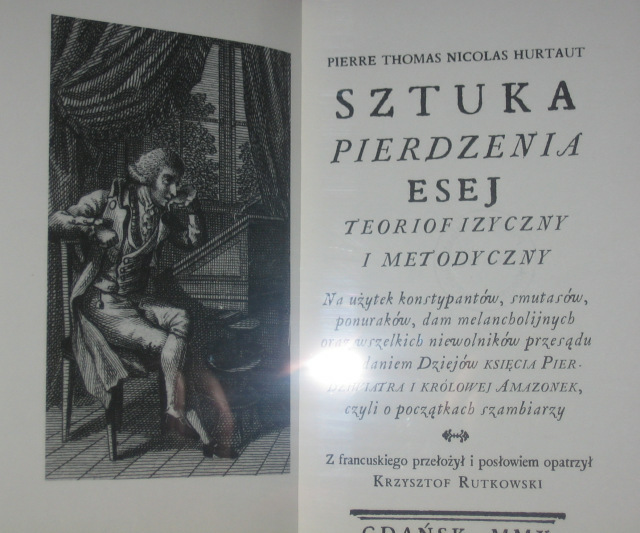 PIERRE THOMAS NICOLAS HURTAUT
SZTUKA
PIERDZENIA
ESEJ
TEORIOFIZYCZNY
I METODYCZNY
Na użytek konstypantów, smutasów,
ponuraków, dam melancholijnych
oraz wszelkich niewolników przesądu
Dziejów KSIĘCIA PIER-
I KRÓLOWEJ AMAZONEK,
czyli o początkach szambiarzy
Z francuskiego przełożył i posłowiem opatrzył
KRZYSZTOF RUTKOWSKI
GDAŃSK MMX